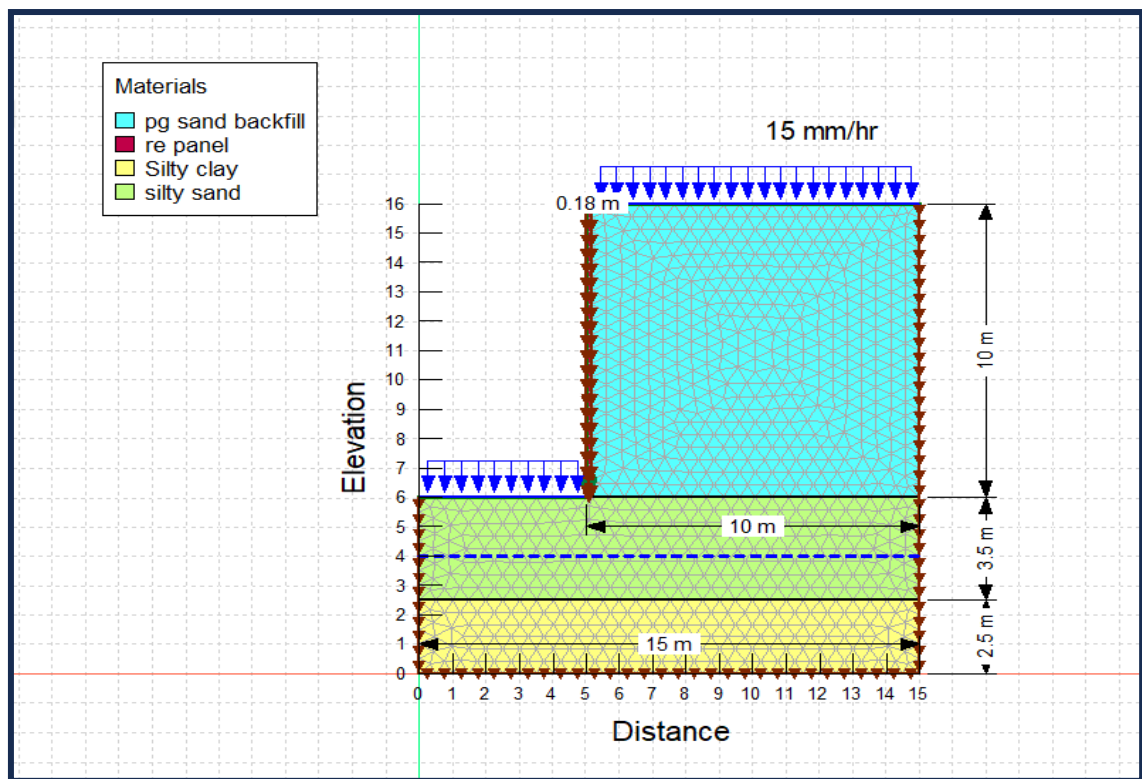 Materials
pg sand backfill
re panel
Silty clay
silty sand
15 mm/hr
0.18 m
16
15
14
13
12
11
10
9
8
7
6
5
4
3
2
1
0
Elevation
10 m
3.5 m
2.5 m
10 m
15 m
0 1 2 3 4 5 6 7 8 9 10 11 12 13 14 15
Distance